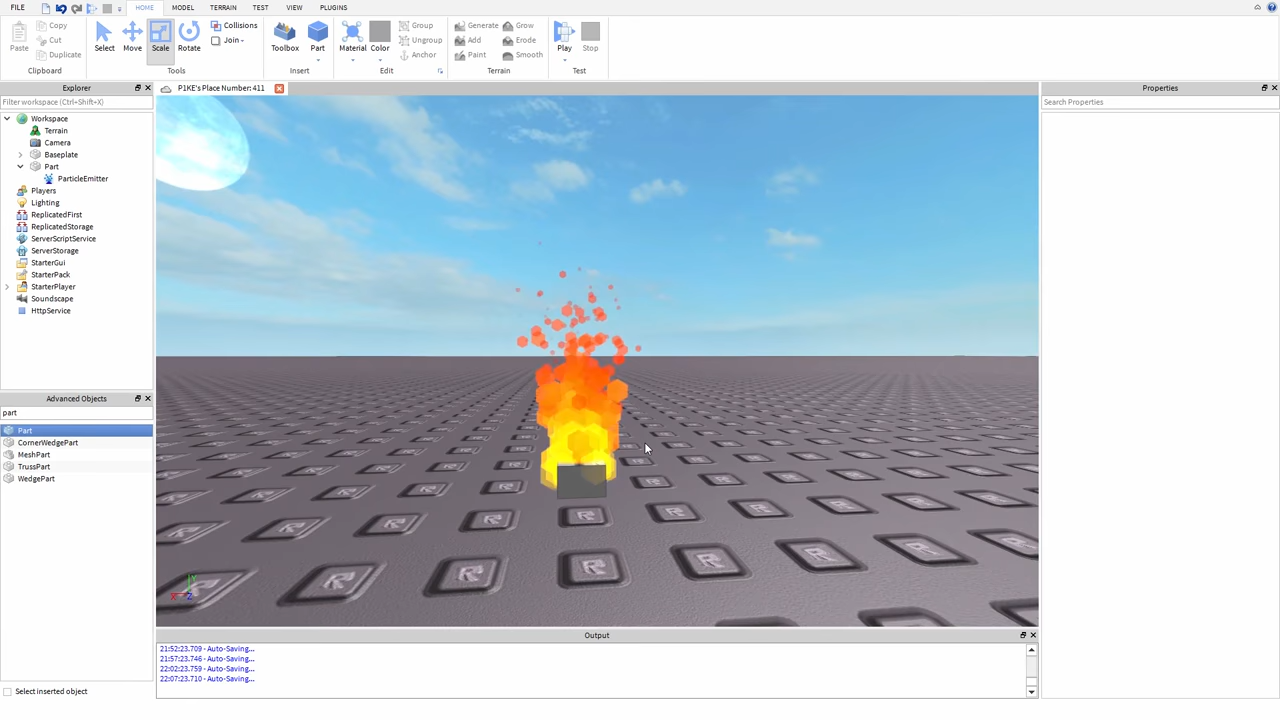 FILE HOME MODEL TERRAIN TEST VIEW PLUGINS
Paste
Copy
Cut
Duplicate
Clipboard
Select
Move
Scale
Rotate
Collisions
Join
Tools
Toolbox
Part
Insert
Material
Color
Group
Ungroup
Anchor
Edit
Generate
Add
Paint
Grow
Erode
Smooth
Terrain
Play
Stop
Test
Explorer
Filter workspace (Ctrl+Shift+X)
Workspace
Terrain
Camera
Baseplate
Part
ParticleEmitter
Players
Lighting
ReplicatedFirst
ReplicatedStorage
ServerScriptService
ServerStorage
StarterGui
StarterPack
StarterPlayer
Soundscape
HttpService
Advanced Objects
part
Part
CornerWedgePart
MeshPart
TrussPart
WedgePart
Select inserted object
P1KE's Place Number: 411
Output
21:52:23.709 - Auto-Saving...
21:57:23.746 - Auto-Saving...
22:02:23.759 - Auto-Saving...
22:07:23.710 - Auto-Saving...
Properties
Search Properties